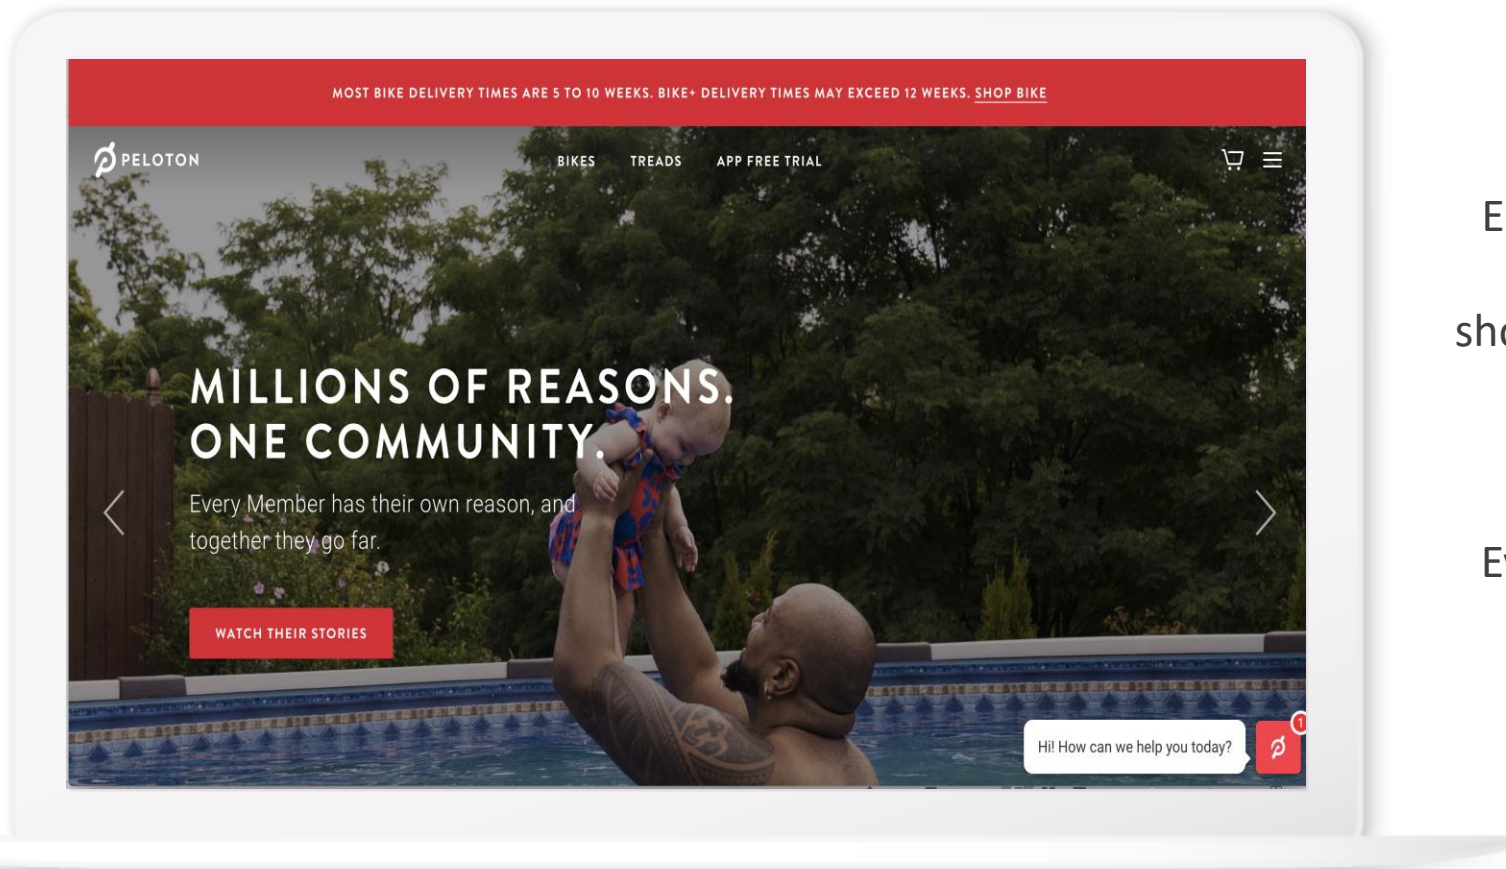 MOST BIKE DELIVERY TIMES ARE 5 TO 10 WEEKS. BIKE+ DELIVERY TIMES MAY EXCEED 12 WEEKS. SHOP BIKE
PELOTON
BIKES TREADS APP FREE TRIAL
MILLIONS OF REASONS.
ONE COMMUNITY.
Every Member has their own reason, and
together they go far.
WATCH THEIR STORIES
Hi! How can we help you today?
1